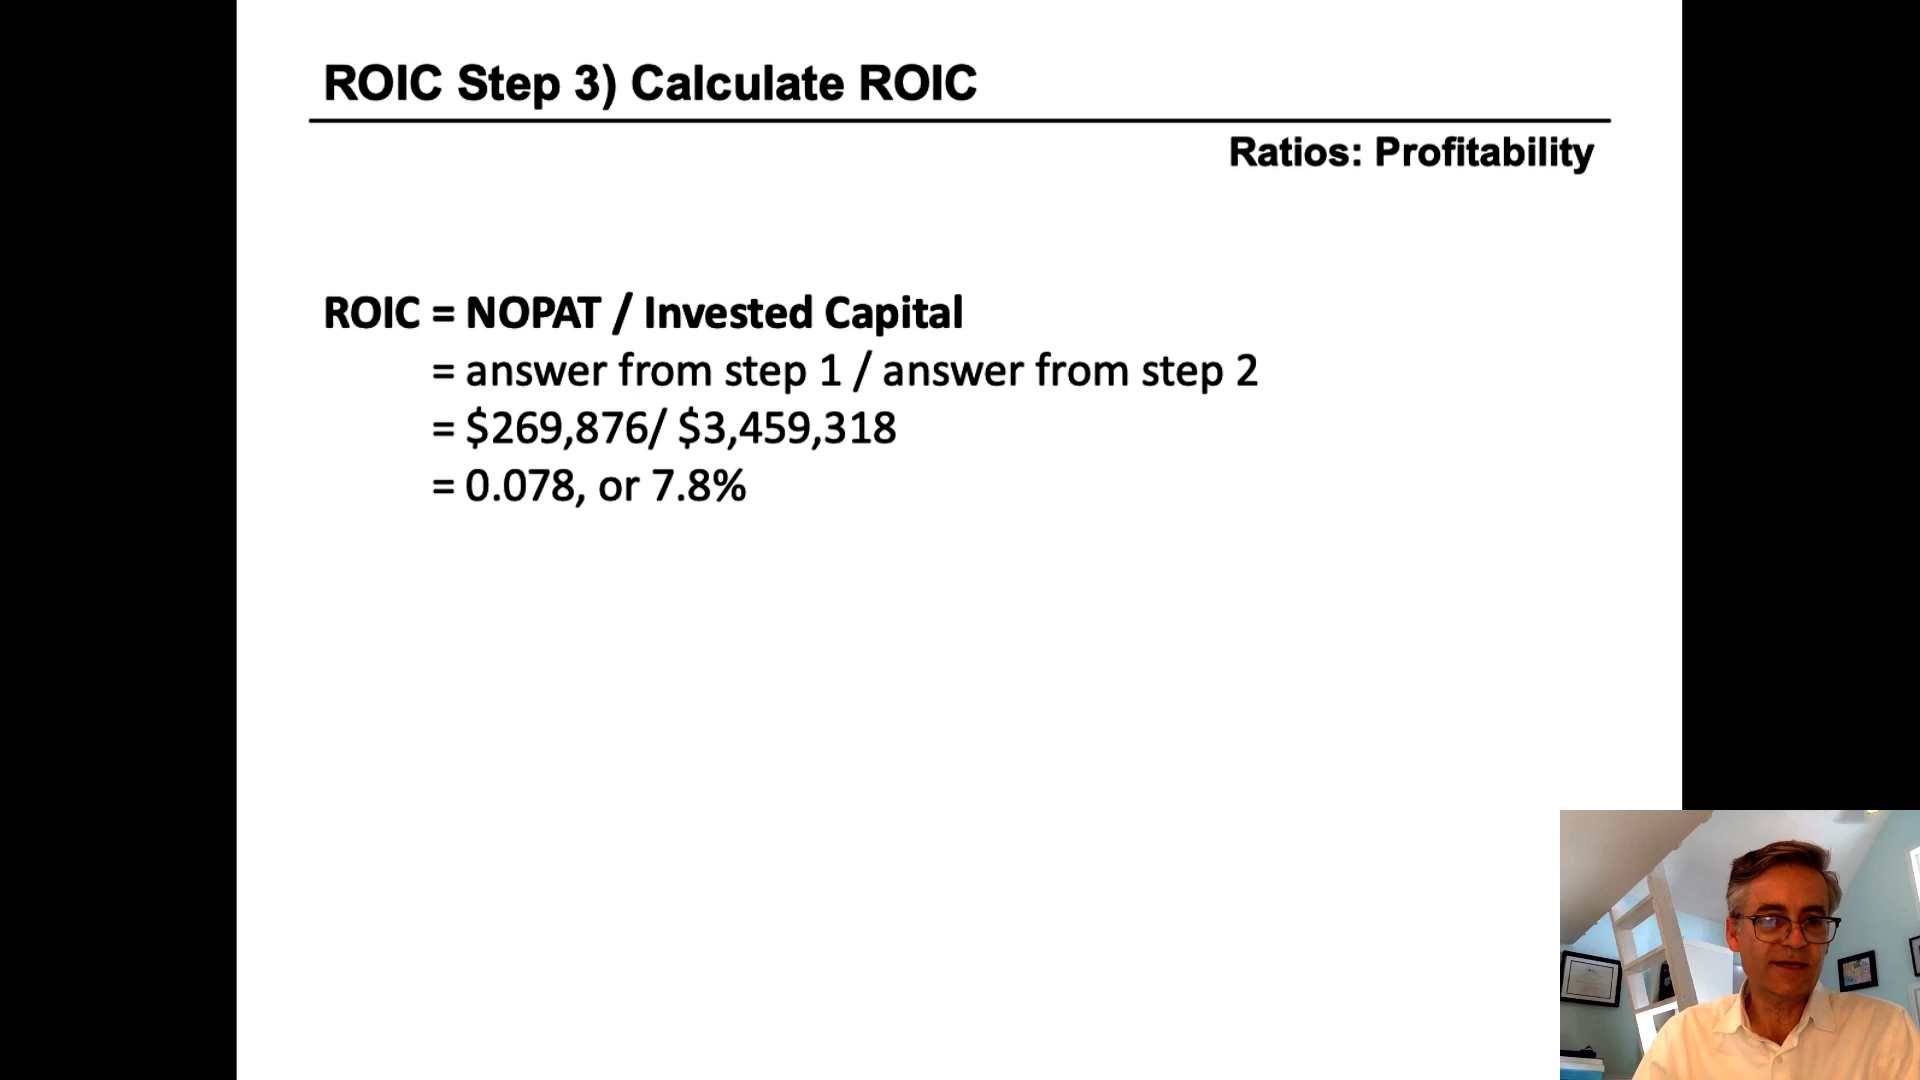 ROIC Step 3) Calculate ROIC
Ratios: Profitability
ROIC = NOPAT / Invested Capital
= answer from step 1 / answer from step 2
= $269,876/ $3,459,318
= 0.078, or 7.8%